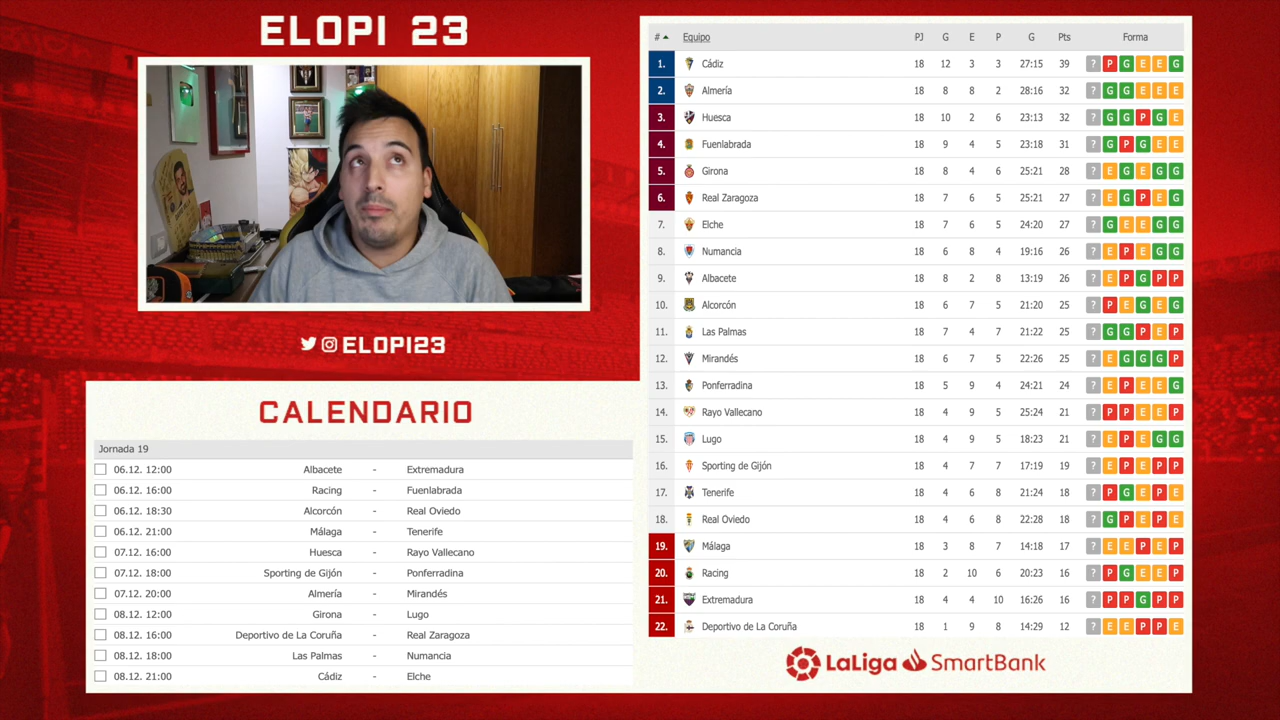 ELOPI 23
ELOPI23
CALENDARIO
Jornada 19
06.12. 12:00 Albacete - Extremadura
06.12. 16:00 Racing - Fuenlabrada
06.12. 18:30 Alcorcón - Real Oviedo
06.12. 21:00 Málaga - Tenerife
07.12. 16:00 Huesca - Rayo Vallecano
07.12. 18:00 Sporting de Gijón - Ponferradina
07.12. 20:00 Almería - Mirandés
08.12. 12:00 Girona - Lugo
08.12. 16:00 Deportivo de La Coruña - Real Zaragoza
08.12. 18:00 Las Palmas - Numancia
08.12. 21:00 Cádiz - Elche
# Equipo PJ G E P G Pts Forma
1. Cádiz 18 12 3 3 27:15 39 ? P G E E G
2. Almería 18 8 8 2 28:16 32 ? G G E E E
3. Huesca 18 10 2 6 23:13 32 ? G G P G E
4. Fuenlabrada 18 9 4 5 23:18 31 ? G P G E E
5. Girona 18 8 4 6 25:21 28 ? E G E G G
6. Real Zaragoza 18 7 6 5 25:21 27 ? E G P E G
7. Elche 18 7 6 5 24:20 27 ? G E E G G
8. Numancia 18 6 8 4 19:16 26 ? E P E G G
9. Albacete 18 8 2 8 13:19 26 ? E P G P P
10. Alcorcón 18 6 7 5 21:20 25 ? P E G E G
11. Las Palmas 18 7 4 7 21:22 25 ? G G P E P
12. Mirandés 18 6 7 5 22:26 25 ? E G G G P
13. Ponferradina 18 5 9 4 24:21 24 ? E P E E G
14. Rayo Vallecano 18 4 9 5 25:24 21 ? P P E E P
15. Lugo 18 4 9 5 18:23 21 ? E P E G G
16. Sporting de Gijón 18 4 7 7 17:19 19 ? E P E P P
17. Tenerife 18 4 6 8 21:24 18 ? P G E P E
18. Real Oviedo 18 4 6 8 22:28 18 ? G P E P E
19. Málaga 18 3 8 7 14:18 17 ? E E P E P
20. Racing 18 2 10 6 20:23 16 ? P G E E P
21. Extremadura 18 4 4 10 16:26 16 ? P P G P P
22. Deportivo de La Coruña 18 1 9 8 14:29 12 ? E E P P E
LaLiga SmartBank